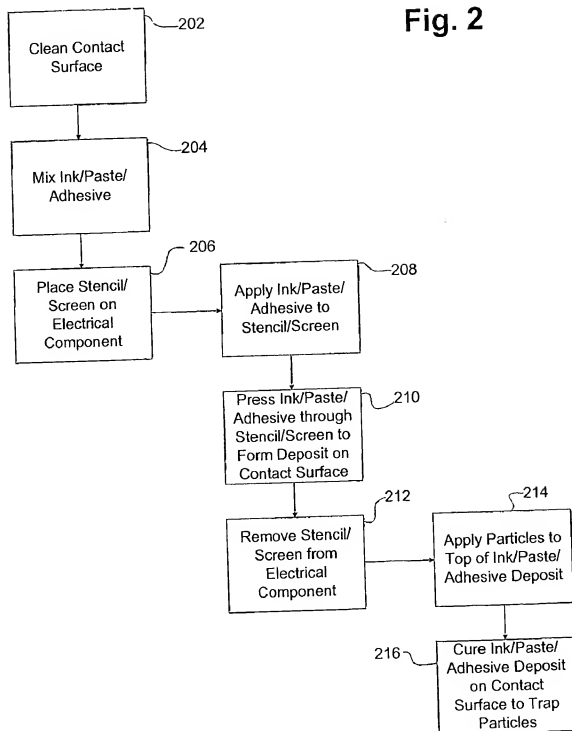 Fig. 2
202
Clean Contact
Surface
204
Mix Ink/Paste/
Adhesive
206
Place Stencil/
Screen on
Electrical
Component
208
Apply Ink/Paste/
Adhesive to
Stencil/Screen
210
Press Ink/Paste/
Adhesive through
Stencil/Screen to
Form Deposit on
Contact Surface
212
Remove Stencil/
Screen from
Electrical
Component
214
Apply Particles to
Top of Ink/Paste/
Adhesive Deposit
216
Cure Ink/Paste/
Adhesive Deposit
on Contact
Surface to Trap
Particles